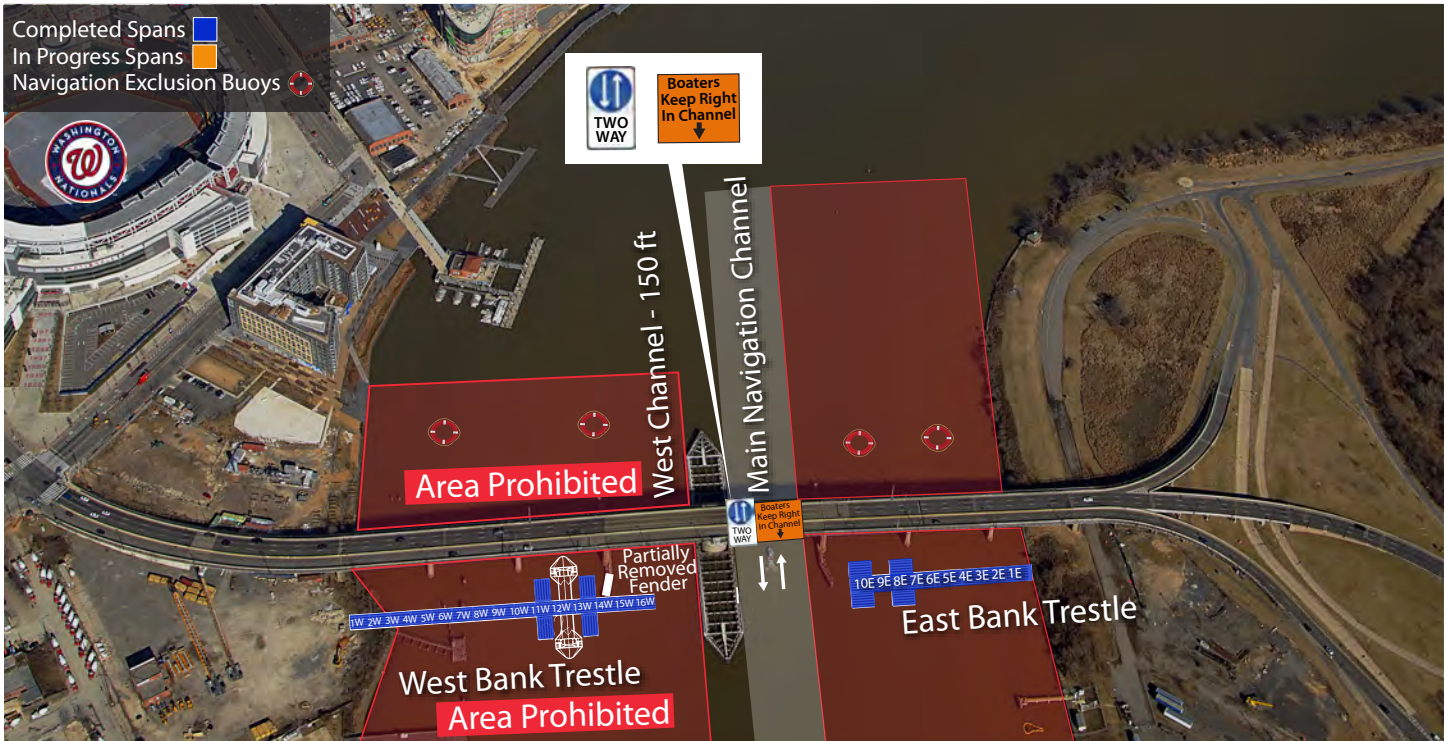 Completed Spans
In Progress Spans
Navigation Exclusion Buoys
WASHINGTON
W
NATIONALS
TWO
WAY
Boaters
Keep Right
In Channel
West Channel - 150 ft
Main Navigation Channel
Area Prohibited
TWO
WAY
Boaters
Keep Right
In Channel
Partially
Removed
Fender
1W 2W 3W 4W 5W 6W 7W 8W 9W 10W 11W 12W 13W 14W 15W 16W
10E 9E 8E 7E 6E 5E 4E 3E 2E 1E
East Bank Trestle
West Bank Trestle
Area Prohibited